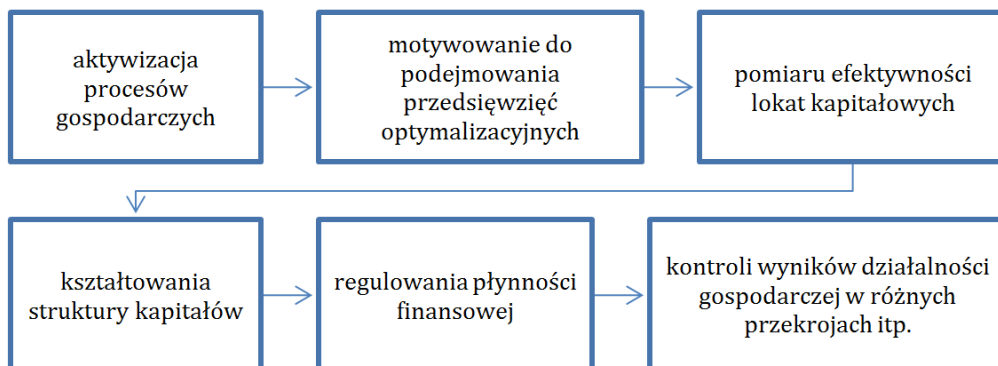 aktywizacja
procesów
gospodarczych
motywowanie do
podejmowania
przedsięwzięć
optymalizacyjnych
pomiaru efektywności
lokat kapitałowych
kształtowania
struktury kapitałów
regulowania płynności
finansowej
kontroli wyników działalności
gospodarczej w różnych
przekrojach itp.